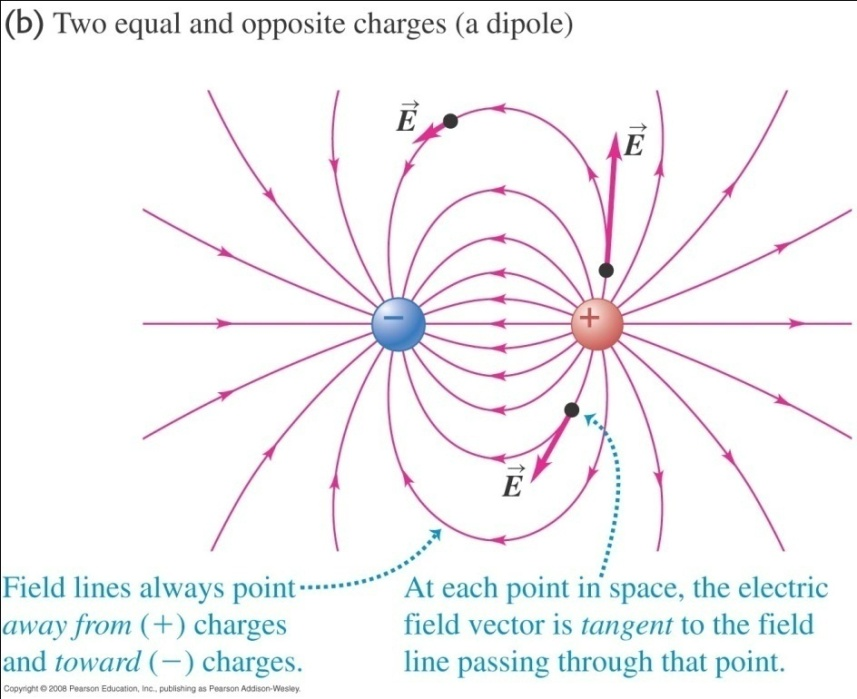 (b) Two equal and opposite charges (a dipole)
E
E
−
+
E
Field lines always point
away from (+) charges
and toward (−) charges.
At each point in space, the electric
field vector is tangent to the field
line passing through that point.
Copyright © 2008 Pearson Education, Inc., publishing as Pearson Addison-Wesley.